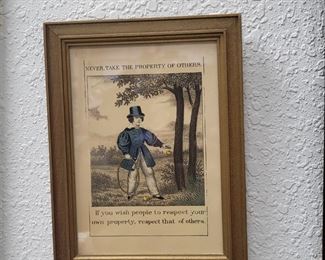 NEVER TAKE THE PROPERTY OF OTHERS.
If you wish people to respect your
own property, respect that of others.